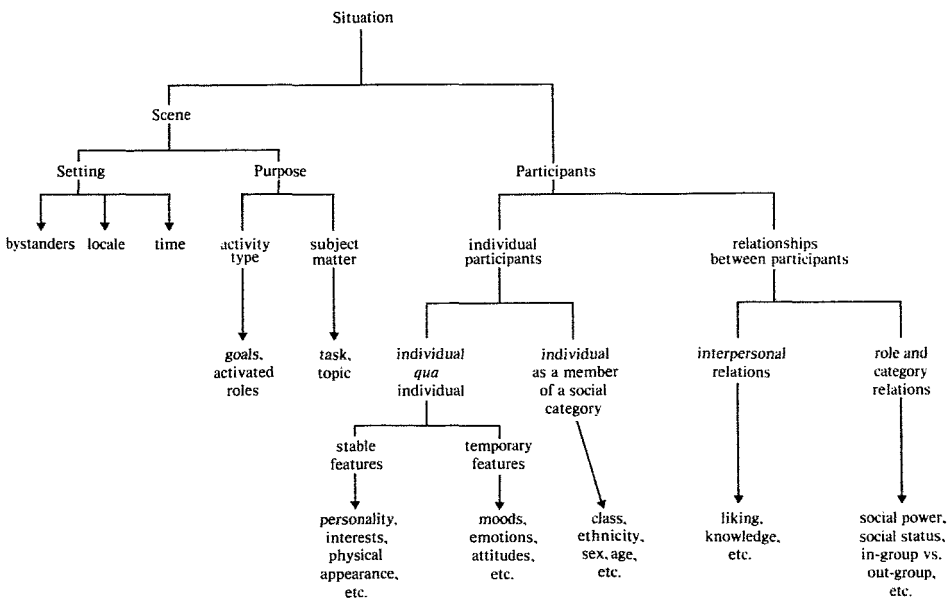 Situation
Scene
Setting
Purpose
Participants
bystanders
locale
time
activity
type
subject
matter
individual
participants
relationships
between participants
goals,
activated
roles
task,
topic
individual
qua
individual
individual
as a member
of a social
category
interpersonal
relations
role and
category
relations
stable
features
temporary
features
personality,
interests,
physical
appearance,
etc.
moods,
emotions,
attitudes,
etc.
class,
ethnicity,
sex, age,
etc.
liking,
knowledge,
etc.
social power,
social status,
in-group vs.
out-group,
etc.